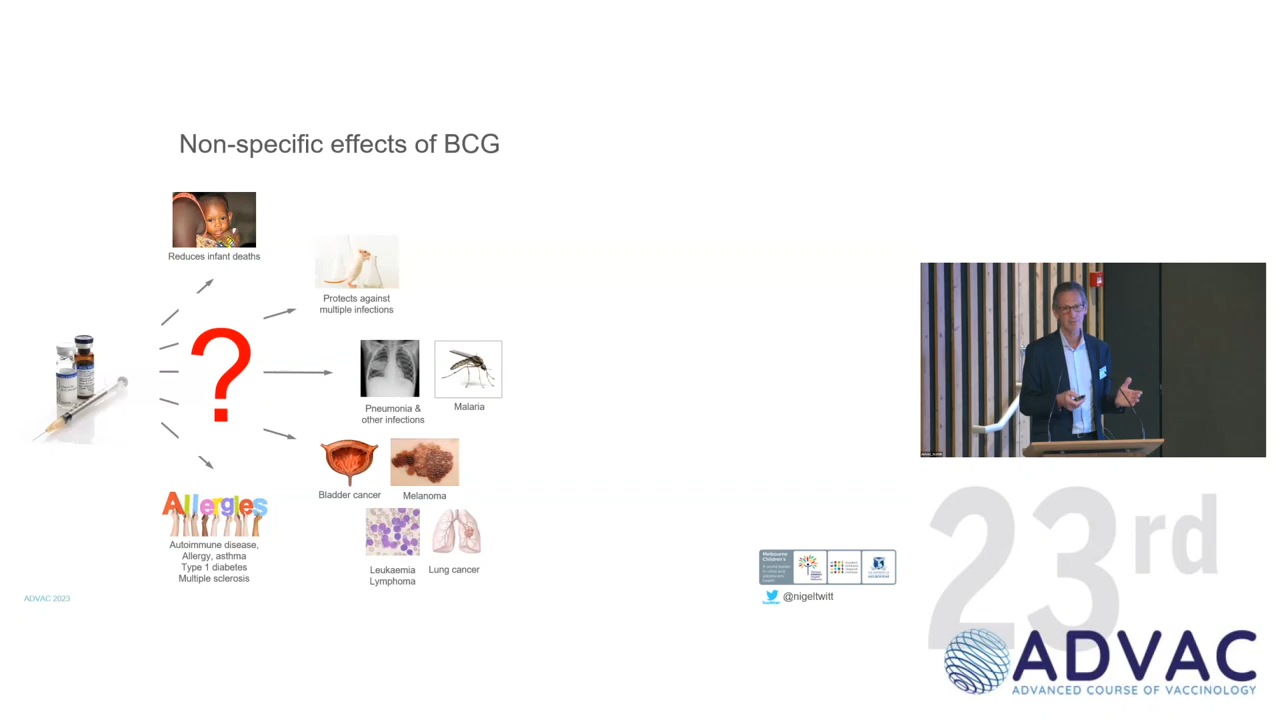 Non-specific effects of BCG
Reduces infant deaths
Protects against
multiple infections
?
Pneumonia &
other infections
Malaria
Bladder cancer
Melanoma
Allergies
Autoimmune disease,
Allergy, asthma
Type 1 diabetes
Multiple sclerosis
Leukaemia
Lymphoma
Lung cancer
ADVAC 2023
Melbourne
Children's
@nigeltwitt
23rd
ADVAC
ADVANCED COURSE OF VACCINOLOGY